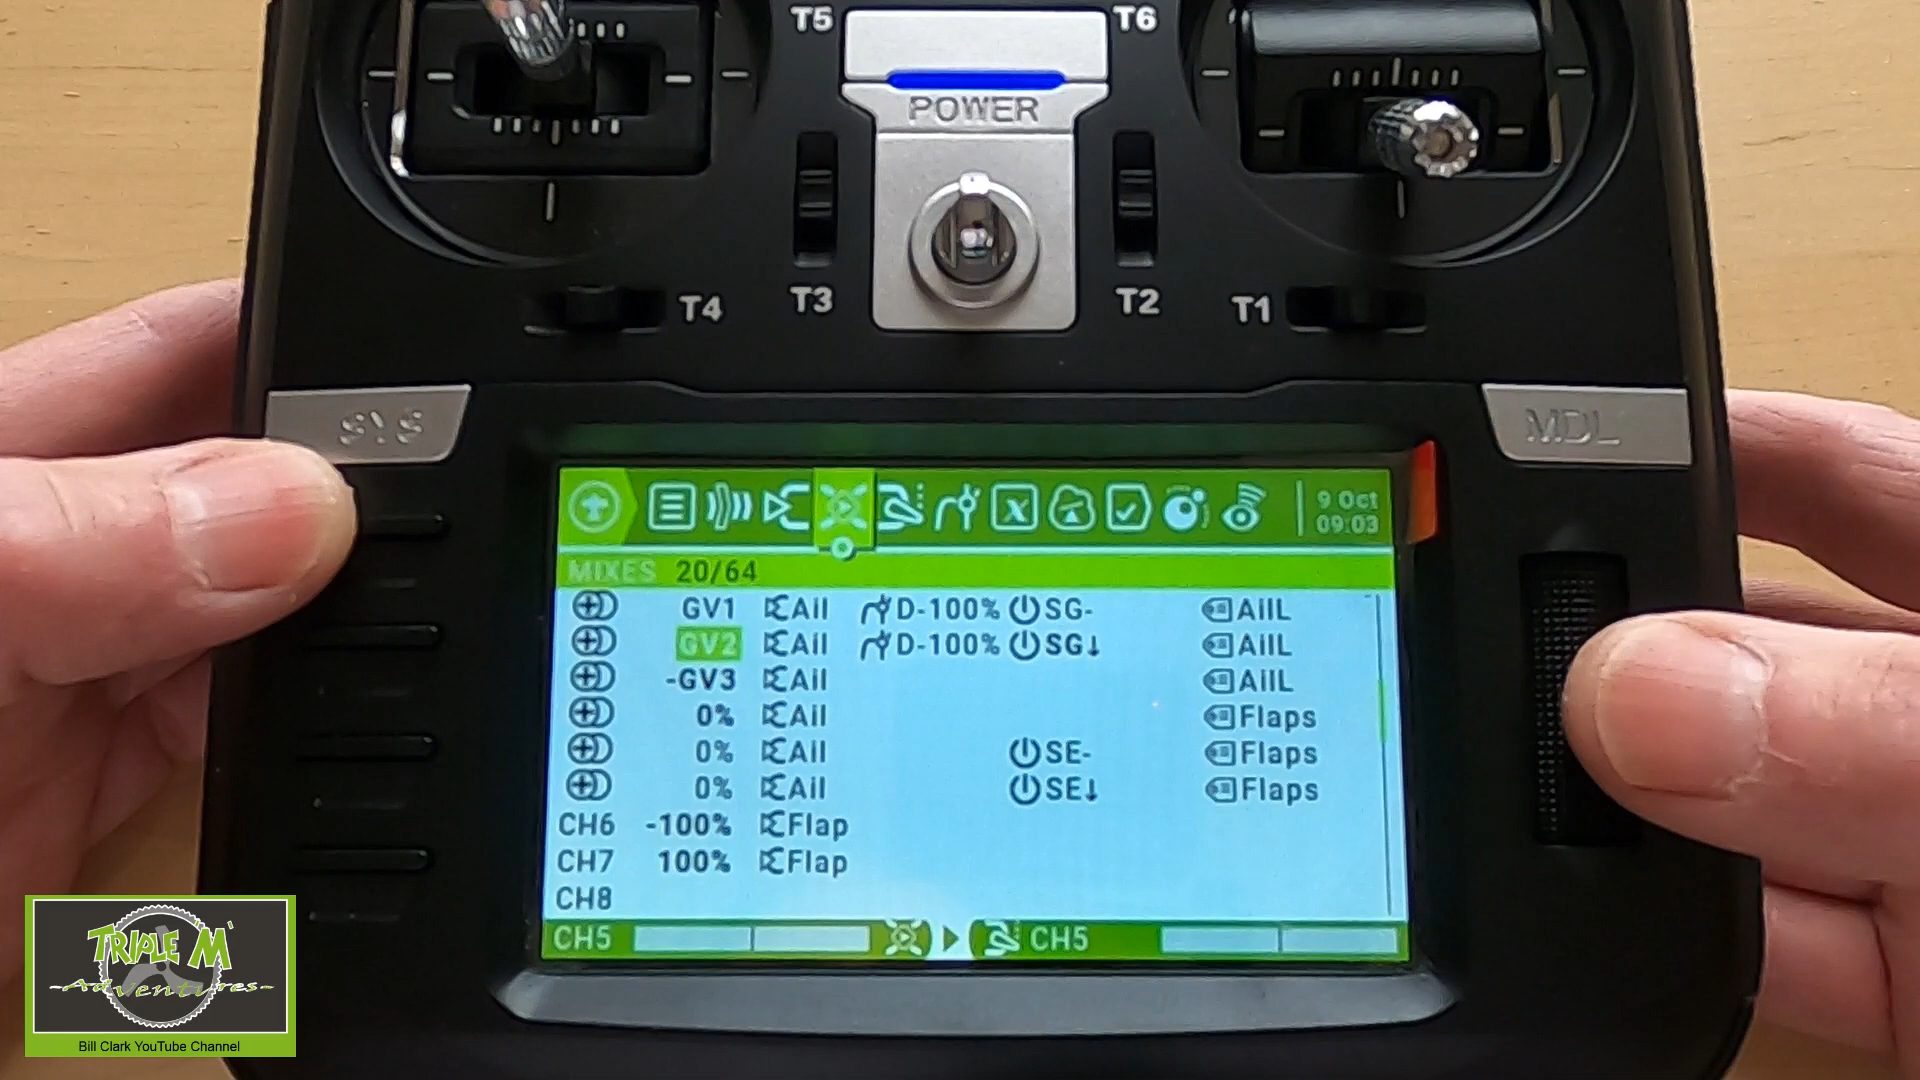 T5 T6
POWER
T4 T3 T2 T1
SYS MDL
9 Oct
09:03
MIXES 20/64
GV1 Ail D-100% SG- AilL
GV2 Ail D-100% SG↓ AilL
-GV3 Ail AilL
0% Ail Flaps
0% Ail SE- Flaps
0% Ail SE↓ Flaps
CH6 -100% Flap
CH7 100% Flap
CH8
CH5 CH5
TRIPLE M
-Adventures-
Bill Clark YouTube Channel